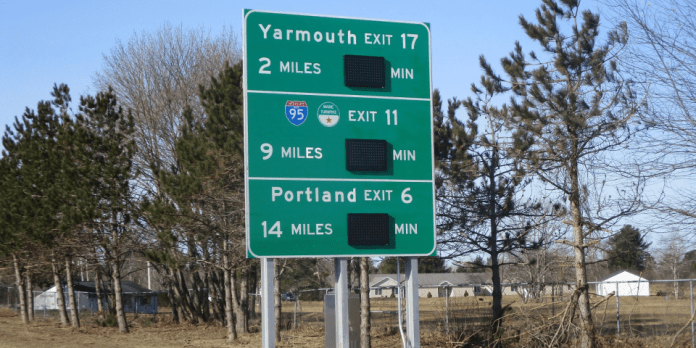 Yarmouth EXIT 17
2 MILES MIN
95 EXIT 11
9 MILES MIN
Portland EXIT 6
14 MILES MIN